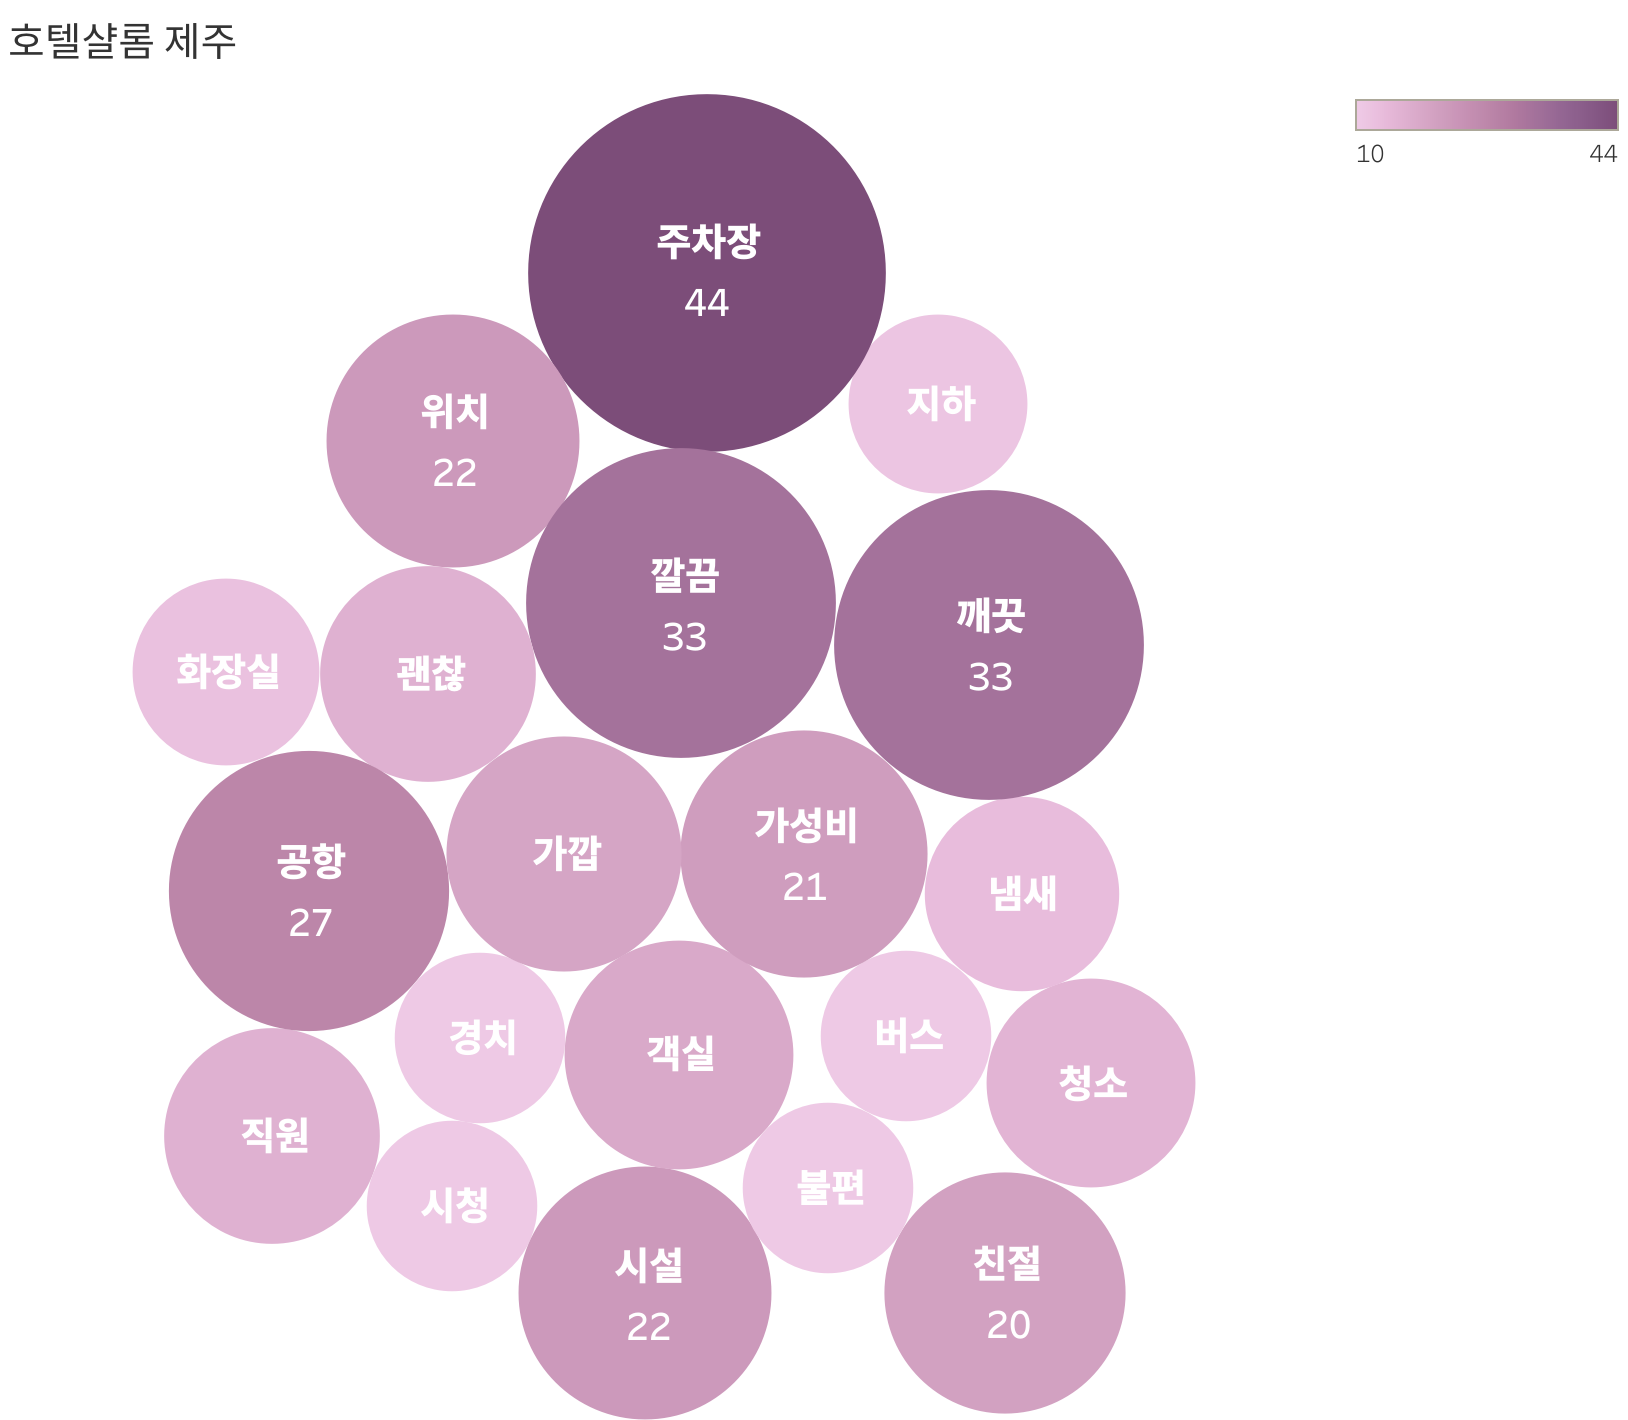 호텔샬롬 제주
10
44
주차장
44
위치
22
지하
깔끔
33
깨끗
33
화장실
괜찮
공항
27
가깝
가성비
21
냄새
경치
객실
버스
청소
직원
시청
불편
시설
22
친절
20